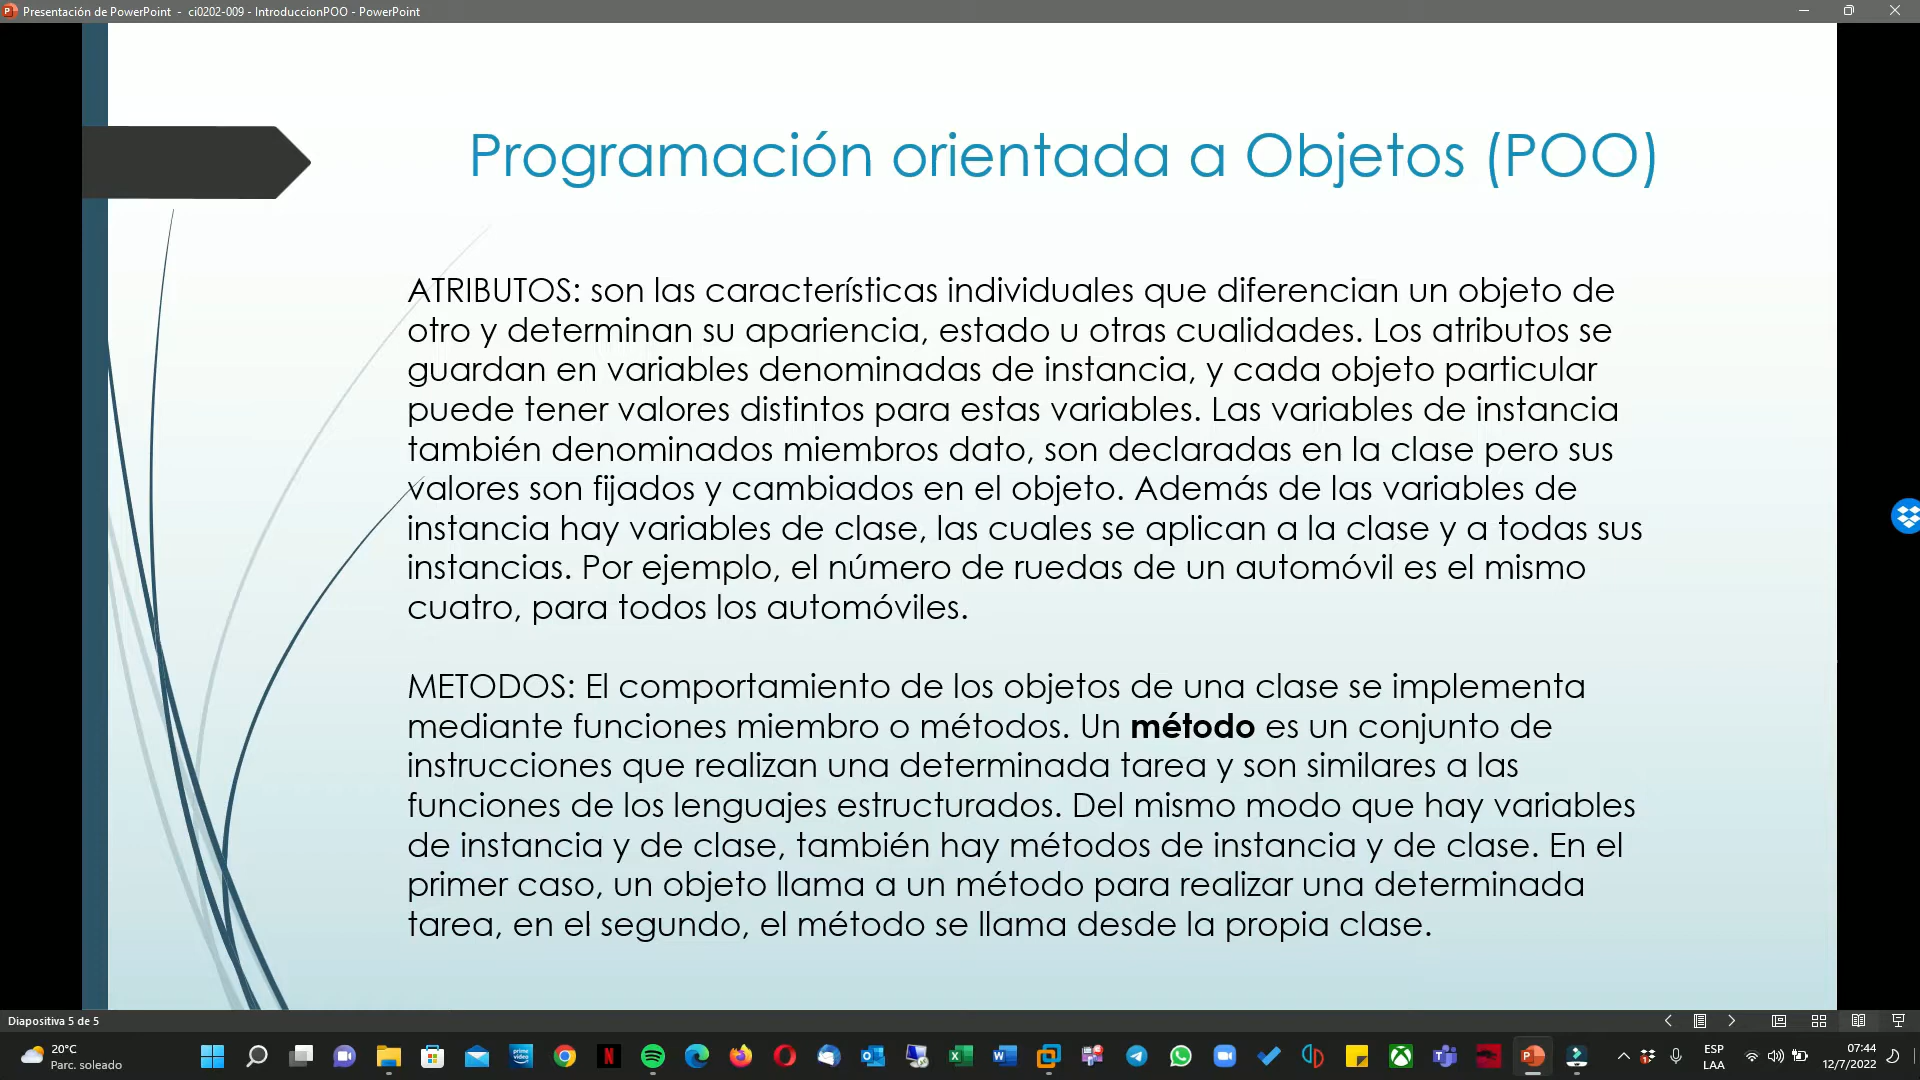 Presentación de PowerPoint - ci0202-009 - IntroduccionPOO - PowerPoint
Programación orientada a Objetos (POO)
ATRIBUTOS: son las características individuales que diferencian un objeto de
otro y determinan su apariencia, estado u otras cualidades. Los atributos se
guardan en variables denominadas de instancia, y cada objeto particular
puede tener valores distintos para estas variables. Las variables de instancia
también denominados miembros dato, son declaradas en la clase pero sus
valores son fijados y cambiados en el objeto. Además de las variables de
instancia hay variables de clase, las cuales se aplican a la clase y a todas sus
instancias. Por ejemplo, el número de ruedas de un automóvil es el mismo
cuatro, para todos los automóviles.
METODOS: El comportamiento de los objetos de una clase se implementa
mediante funciones miembro o métodos. Un método es un conjunto de
instrucciones que realizan una determinada tarea y son similares a las
funciones de los lenguajes estructurados. Del mismo modo que hay variables
de instancia y de clase, también hay métodos de instancia y de clase. En el
primer caso, un objeto llama a un método para realizar una determinada
tarea, en el segundo, el método se llama desde la propia clase.
Diapositiva 5 de 5
20°C
Parc. soleado
prime video
ESP
LAA
07:44
12/7/2022